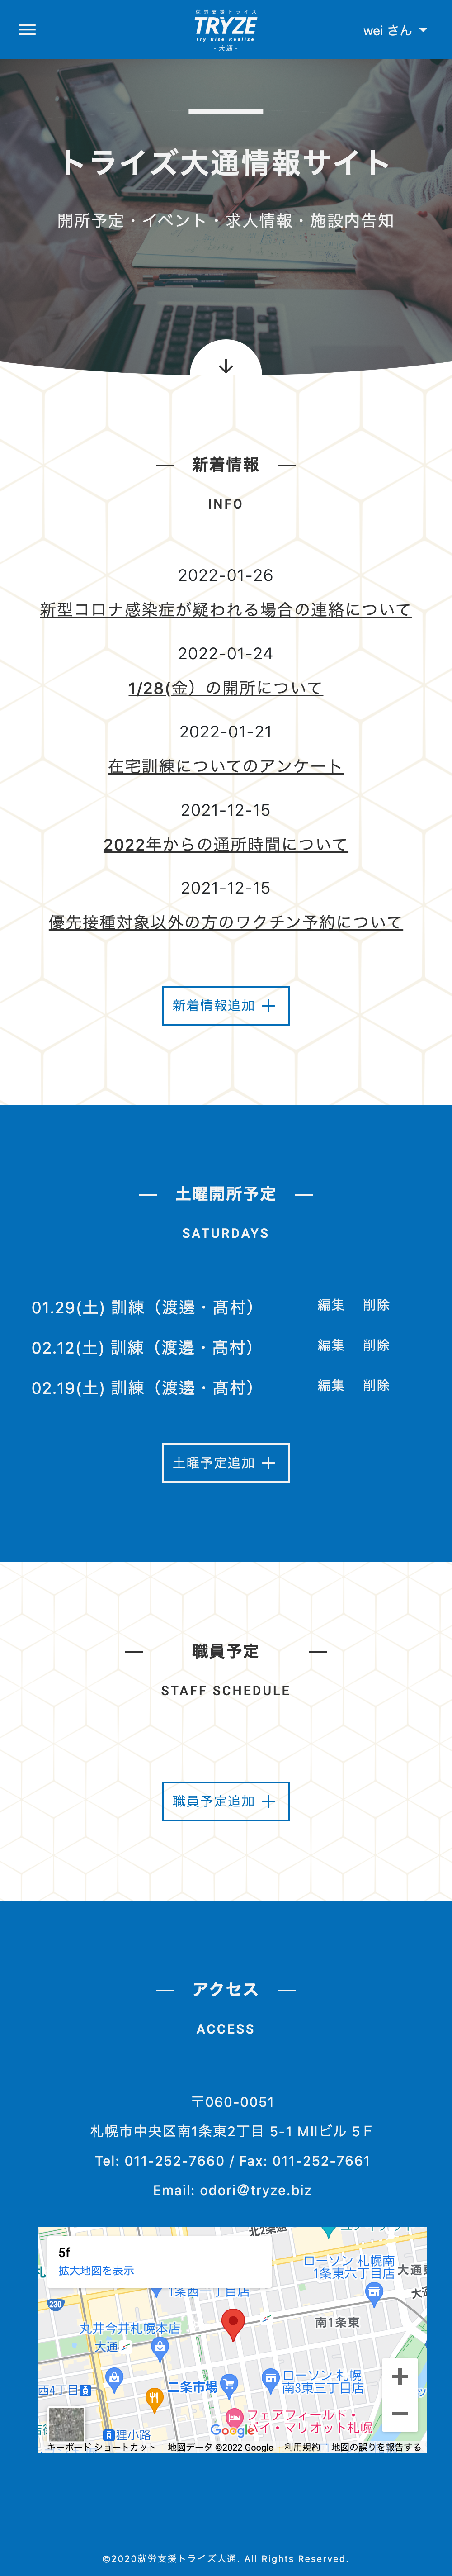 就労支援トライズ
TRYZE
Try Rise Realize
- 大通 -
wei さん
トライズ大通情報サイト
開所予定・イベント・求人情報・施設内告知
新着情報
INFO
2022-01-26
新型コロナ感染症が疑われる場合の連絡について
2022-01-24
1/28(金）の開所について
2022-01-21
在宅訓練についてのアンケート
2021-12-15
2022年からの通所時間について
2021-12-15
優先接種対象以外の方のワクチン予約について
新着情報追加 +
土曜開所予定
SATURDAYS
01.29(土) 訓練（渡邊・髙村） 編集 削除
02.12(土) 訓練（渡邊・髙村） 編集 削除
02.19(土) 訓練（渡邊・髙村） 編集 削除
土曜予定追加 +
職員予定
STAFF SCHEDULE
職員予定追加 +
アクセス
ACCESS
〒060-0051
札幌市中央区南1条東2丁目 5-1 MⅡビル 5Ｆ
Tel: 011-252-7660 / Fax: 011-252-7661
Email: odori@tryze.biz
北2条通
5f
拡大地図を表示
ローソン 札幌南
1条東六丁目店
大通東
230
1条西一丁目店
丸井今井札幌本店
大通
南1条東
西4丁目
二条市場
ローソン 札幌
南3東三丁目店
フェアフィールド・
バイ・マリオット札幌
狸小路
Google
キーボード ショートカット 地図データ ©2022 Google 利用規約 地図の誤りを報告する
©2020就労支援トライズ大通. All Rights Reserved.